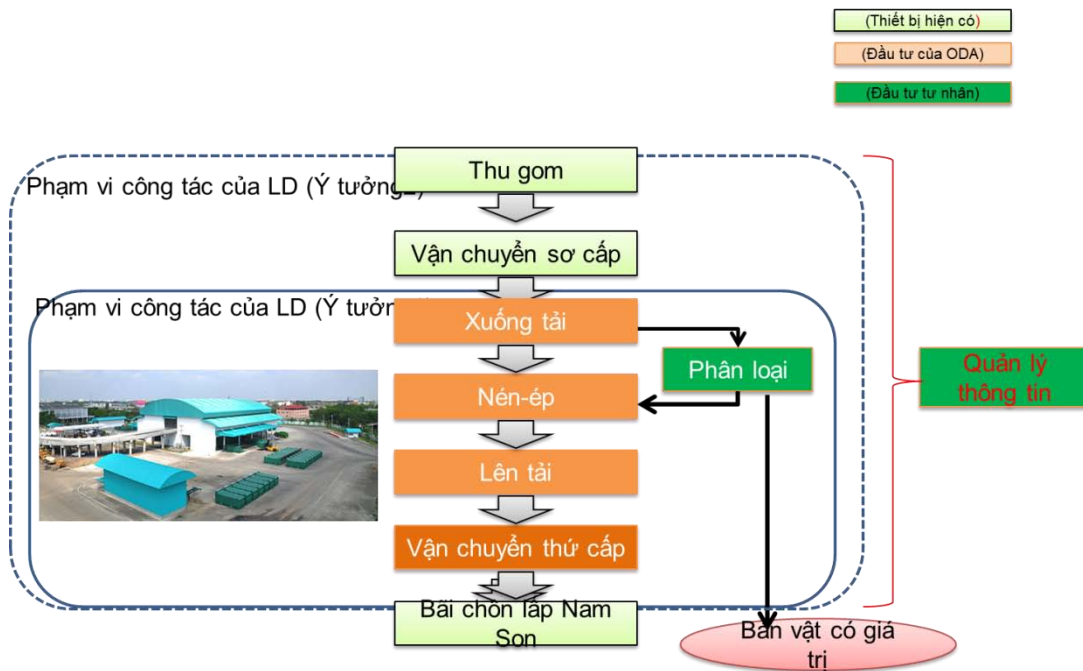 (Thiết bị hiện có)
(Đầu tư của ODA)
(Đầu tư tư nhân)
Thu gom
Phạm vi công tác của LD (Ý tưởng
Vận chuyển sơ cấp
Phạm vi công tác của LD (Ý tưởng
Xuống tải
Phân loại
Quản lý
thông tin
Nén-ép
Lên tải
Vận chuyển thứ cấp
Bãi chôn lấp Nam
Son
Bán vật có giá
trị